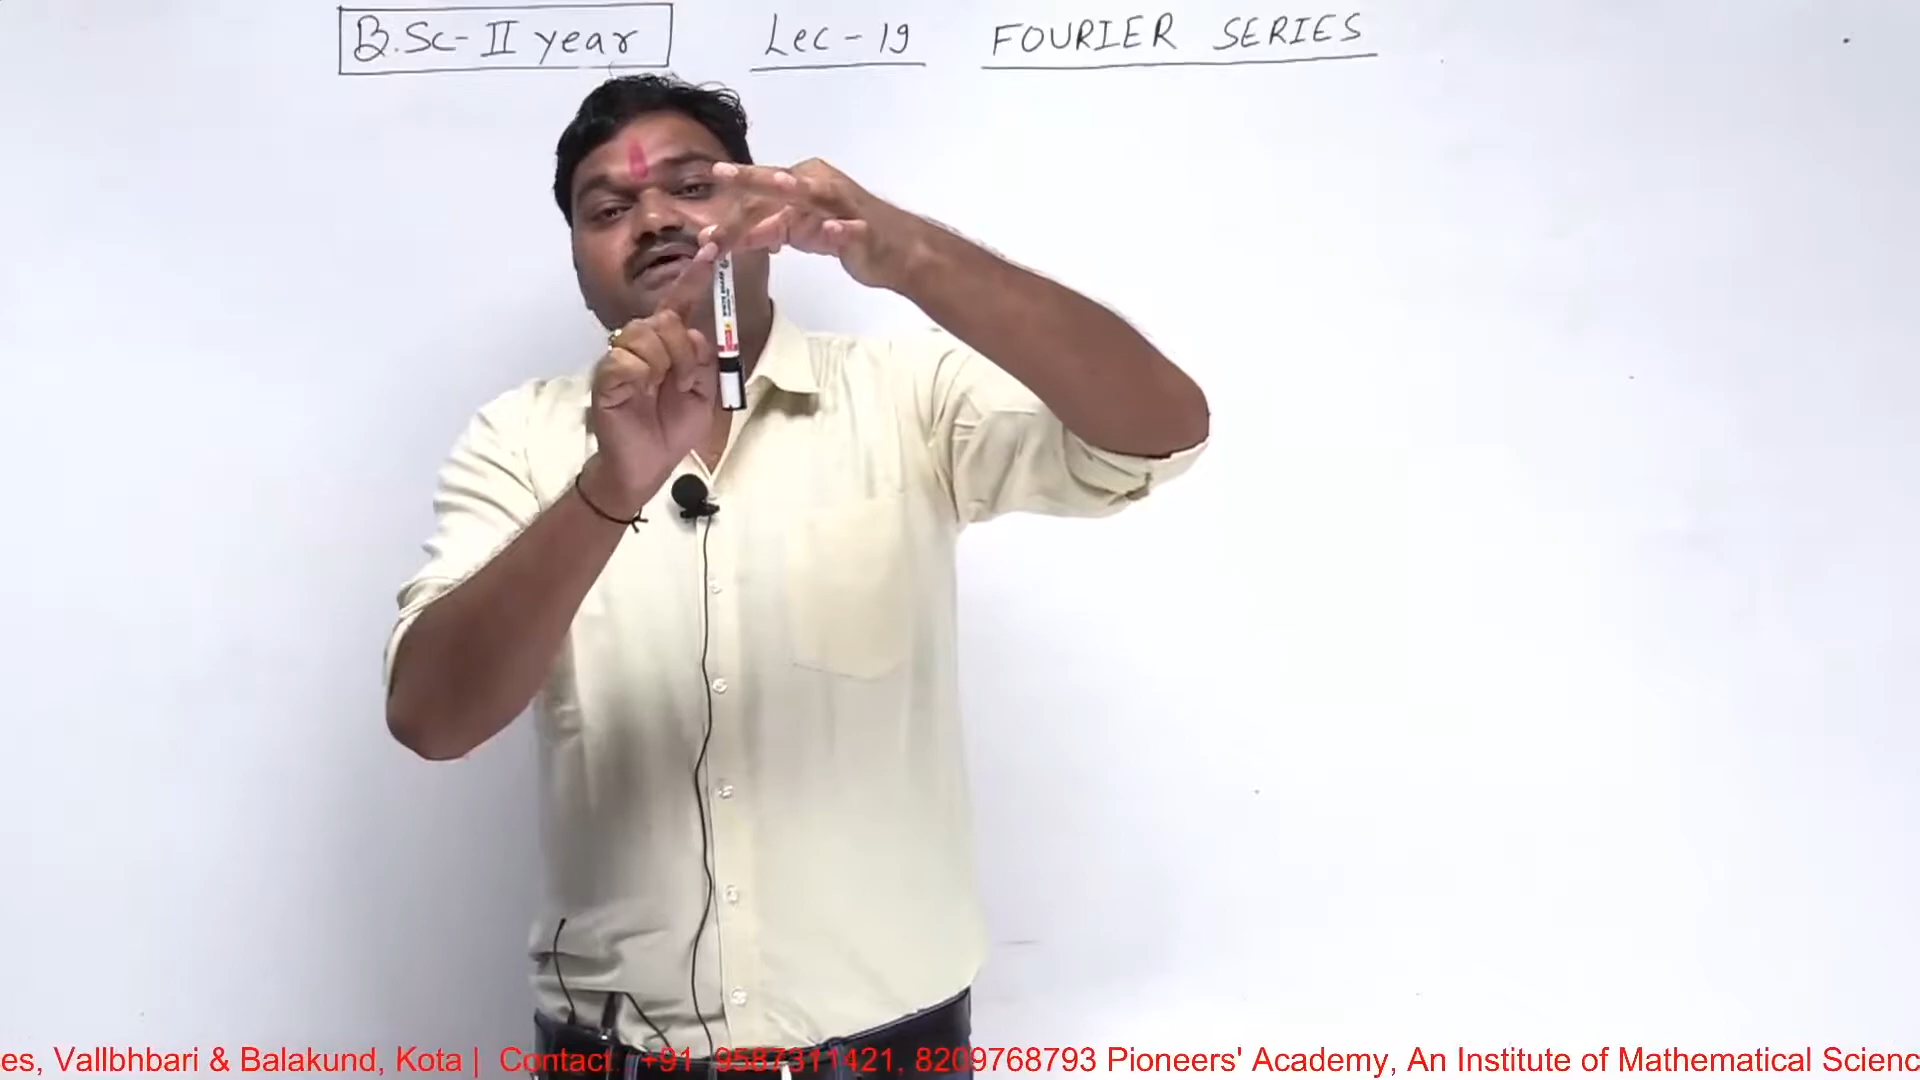 B.Sc-II year Lec-19 FOURIER SERIES
es, Vallbhbari & Balakund, Kota | Contact : +91 9587311421, 8209768793 Pioneers' Academy, An Institute of Mathematical Scienc